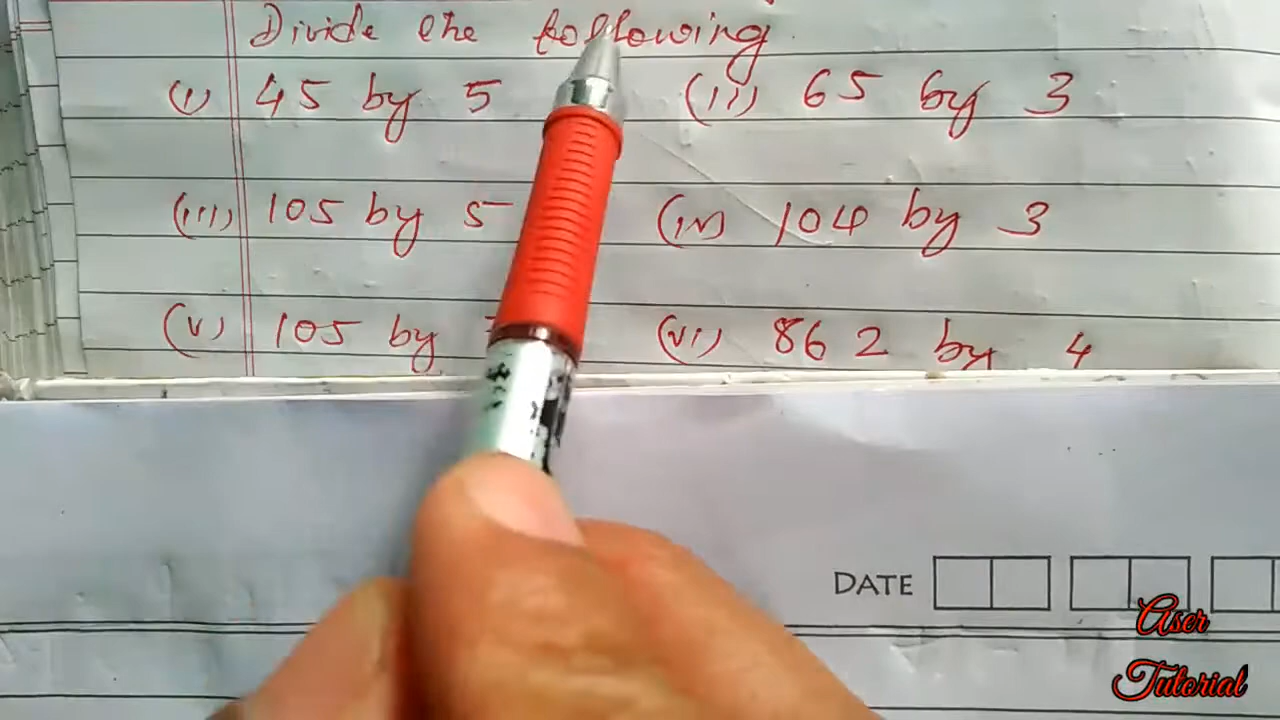 Divide the following
(i) 45 by 5 (ii) 65 by 3
(iii) 105 by 5 (iv) 104 by 3
(v) 105 by (vi) 862 by 4
DATE
Aser
Tutorial